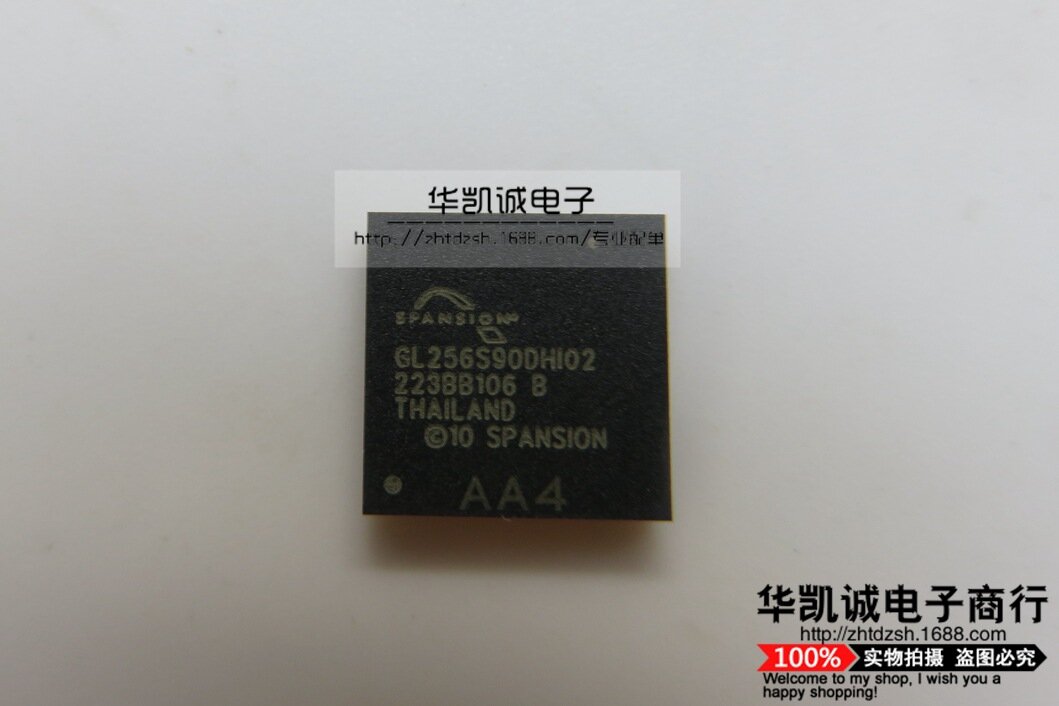 华凯诚电子
http://zhtdzsh.1688.com/专业配单
SPANSION
GL256S90DHI02
223BB106 B
THAILAND
©10 SPANSION
AA4
华凯诚电子商行
http://zhtdzsh.1688.com
100% 实物拍摄 盗图必究
Welcome to my shop, I wish you a
happy shopping!